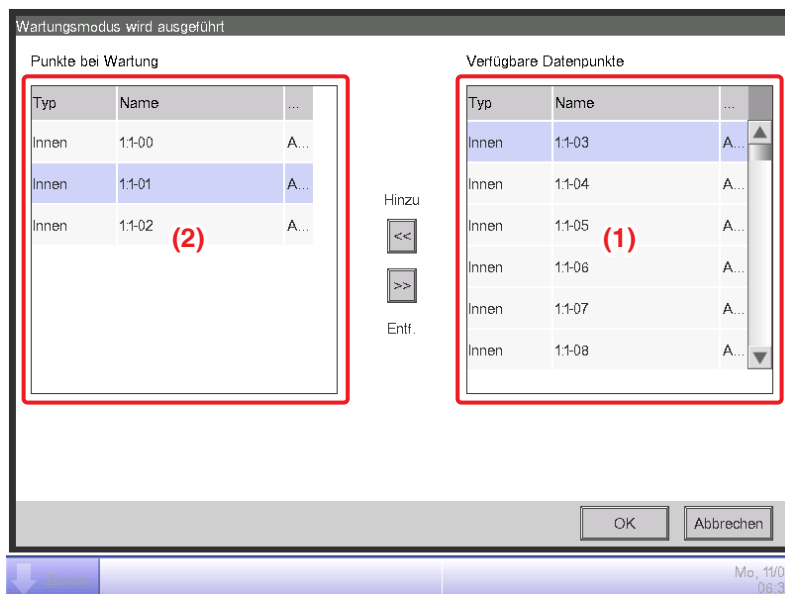 Wartungsmodus wird ausgeführt
Punkte bei Wartung
Verfügbare Datenpunkte
Typ Name ...
Innen 1:1-00 A...
Innen 1:1-01 A...
Innen 1:1-02 A...
(2)
Hinzu
<<
>>
Entf.
Typ Name ...
Innen 1:1-03 A...
Innen 1:1-04 A...
Innen 1:1-05 A...
(1)
Innen 1:1-06 A...
Innen 1:1-07 A...
Innen 1:1-08 A...
OK Abbrechen
Mo, 11/0
06:3